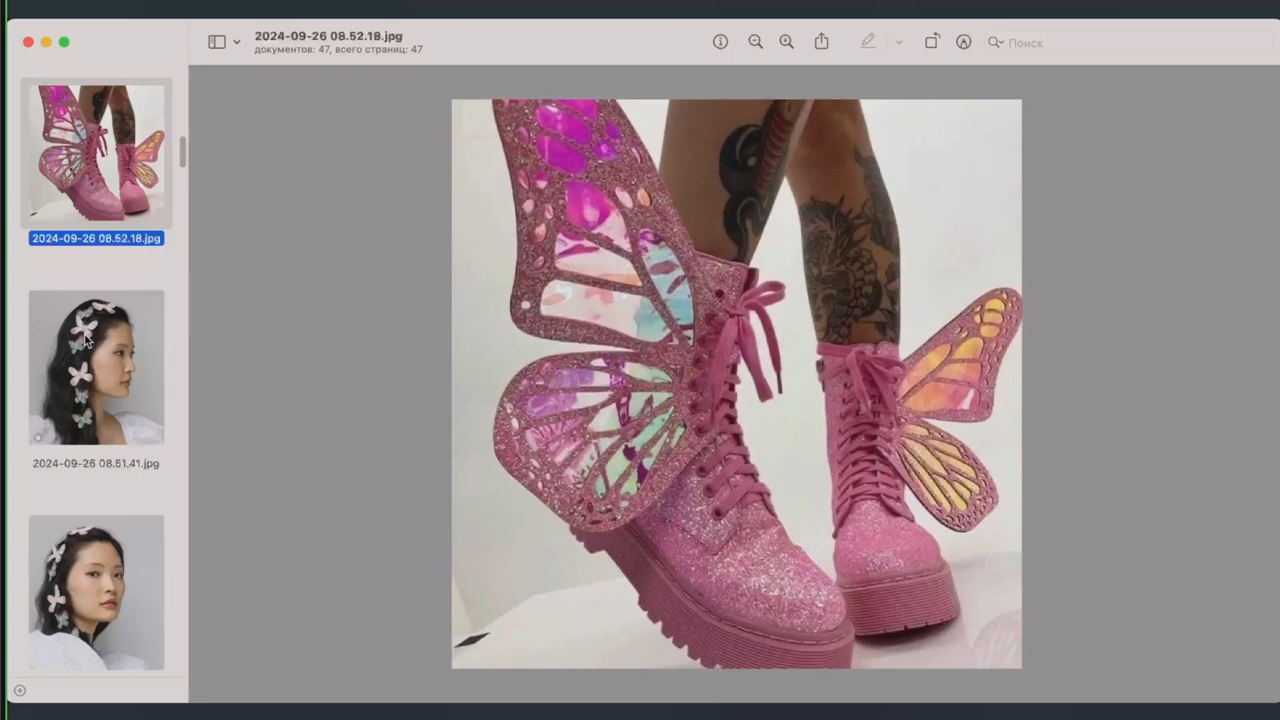 2024-09-26 08.52.18.jpg
документов: 47, всего страниц: 47
Поиск
2024-09-26 08.52.18.jpg
2024-09-26 08.51.41.jpg